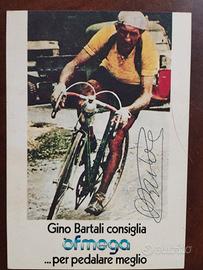 Gino Bartali consiglia
ofmega
...per pedalare meglio